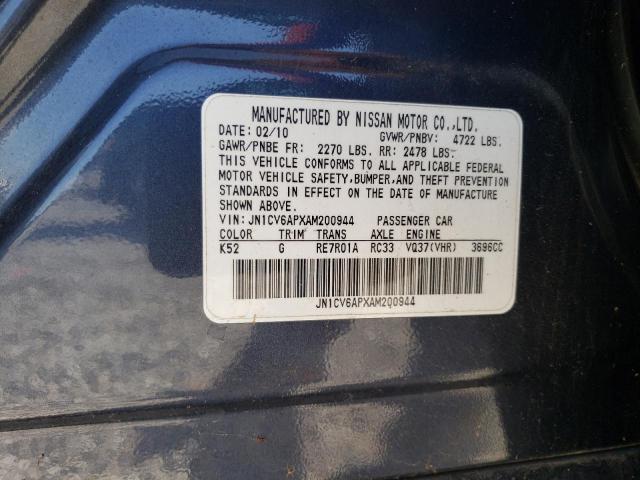 MANUFACTURED BY NISSAN MOTOR CO.,LTD.
DATE: 02/10 GVWR/PNBV: 4722 LBS.
GAWR/PNBE FR: 2270 LBS. RR: 2478 LBS.
THIS VEHICLE CONFORMS TO ALL APPLICABLE FEDERAL
MOTOR VEHICLE SAFETY,BUMPER,AND THEFT PREVENTION
STANDARDS IN EFFECT ON THE DATE OF MANUFACTURE
SHOWN ABOVE.
VIN: JN1CV6APXAM200944 PASSENGER CAR
COLOR TRIM TRANS AXLE ENGINE
K52 G RE7R01A RC33 VQ37(VHR) 3696CC
JN1CV6APXAM200944